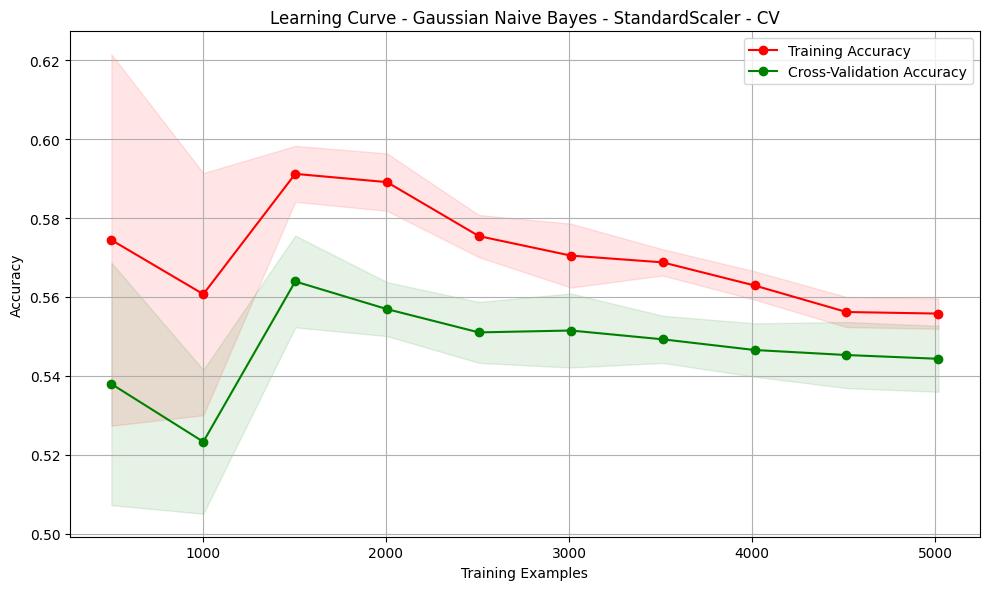 Learning Curve - Gaussian Naive Bayes - StandardScaler - CV
Training Accuracy
Cross-Validation Accuracy
Accuracy
0.62
0.60
0.58
0.56
0.54
0.52
0.50
1000
2000
3000
4000
5000
Training Examples